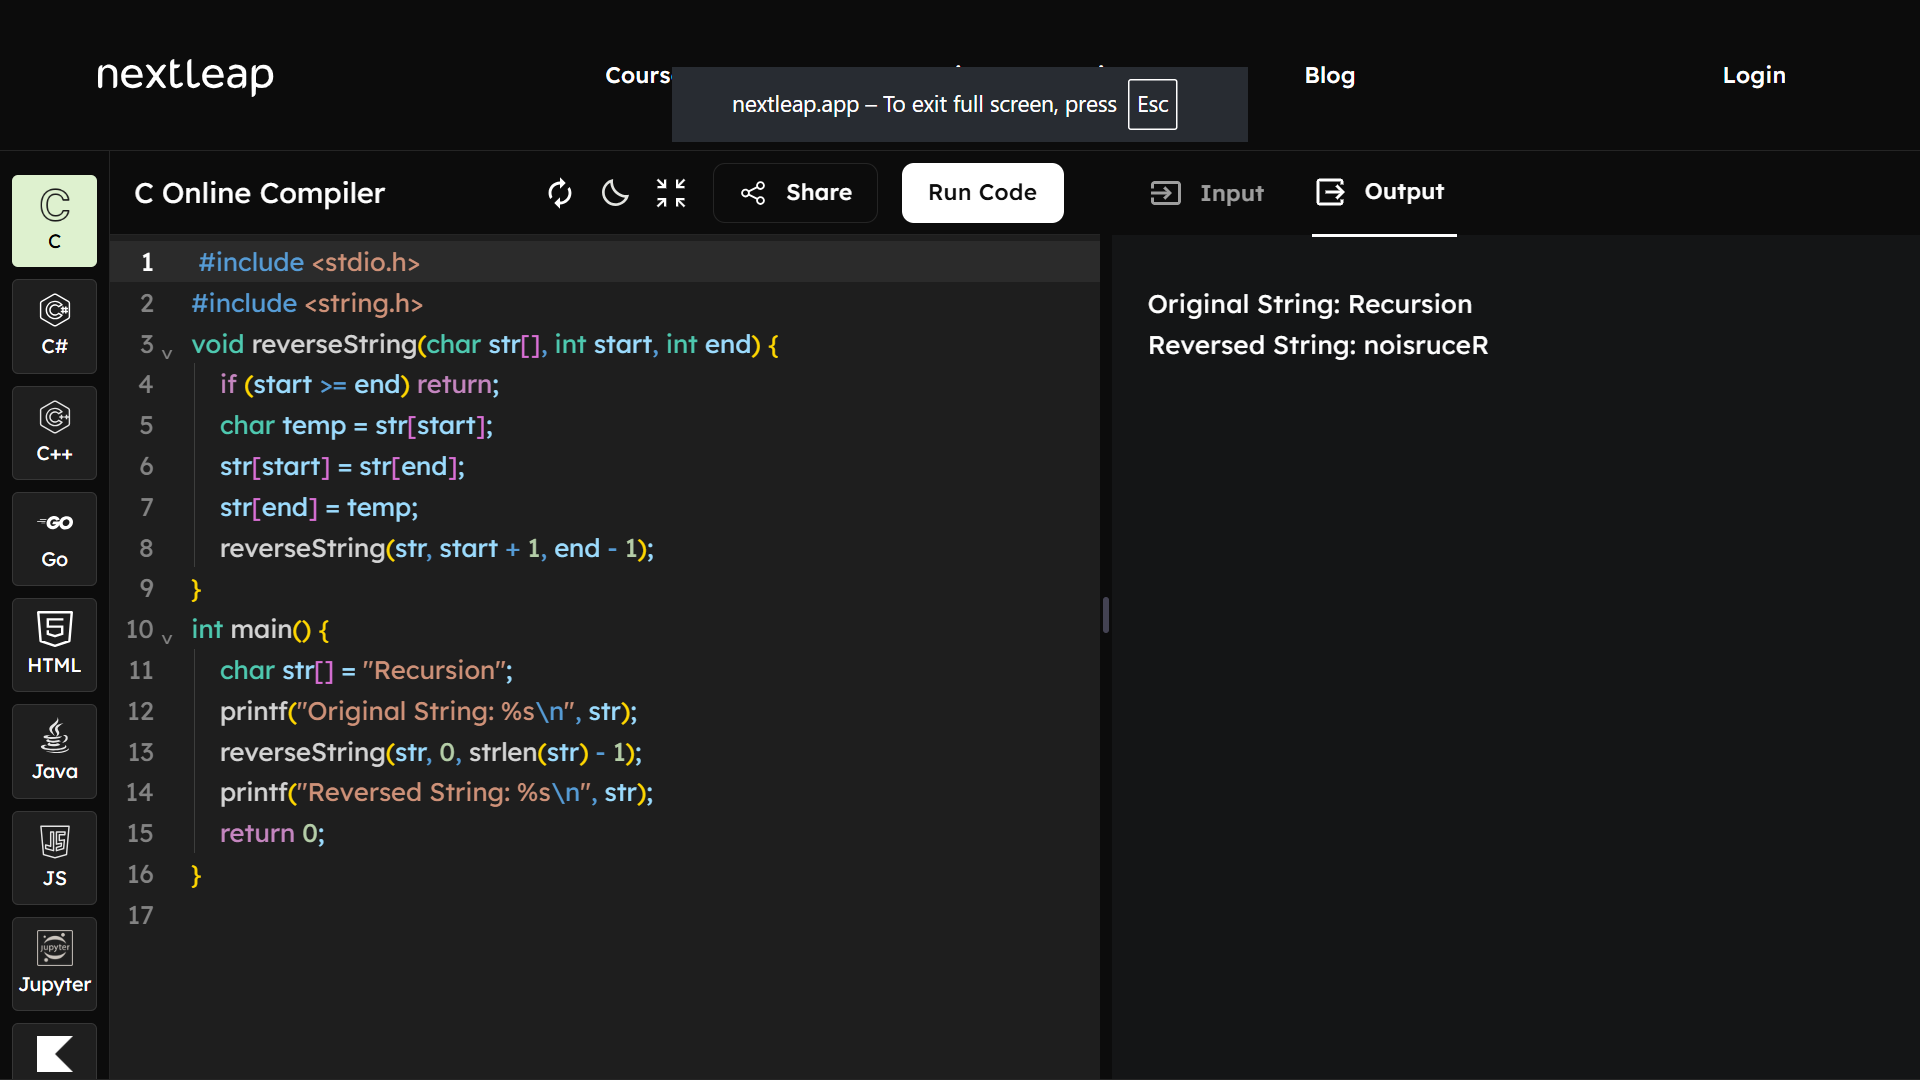 nextleap
Cours
Blog
Login
nextleap.app – To exit full screen, press Esc
C
C
C Online Compiler
Share
Run Code
Input
Output
C#
C++
GO
Go
HTML
Java
JS
JS
jupyter
Jupyter
1 #include <stdio.h>
2 #include <string.h>
3 void reverseString(char str[], int start, int end) {
4 if (start >= end) return;
5 char temp = str[start];
6 str[start] = str[end];
7 str[end] = temp;
8 reverseString(str, start + 1, end - 1);
9 }
10 int main() {
11 char str[] = "Recursion";
12 printf("Original String: %s\n", str);
13 reverseString(str, 0, strlen(str) - 1);
14 printf("Reversed String: %s\n", str);
15 return 0;
16 }
17
Original String: Recursion
Reversed String: noisruceR